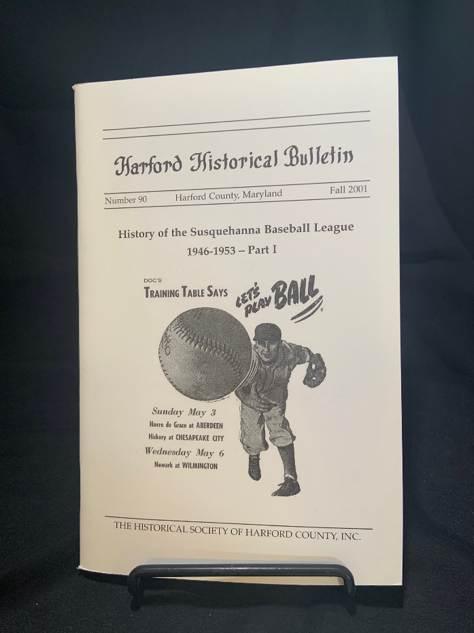 Harford Historical Bulletin
Number 90 Harford County, Maryland Fall 2001
History of the Susquehanna Baseball League
1946-1953 – Part I
DOC'S
TRAINING TABLE SAYS
LET'S
PLAY BALL
Sunday May 3
Havre de Grace at ABERDEEN
Hickory at CHESAPEAKE CITY
Wednesday May 6
Newark at WILMINGTON
THE HISTORICAL SOCIETY OF HARFORD COUNTY, INC.